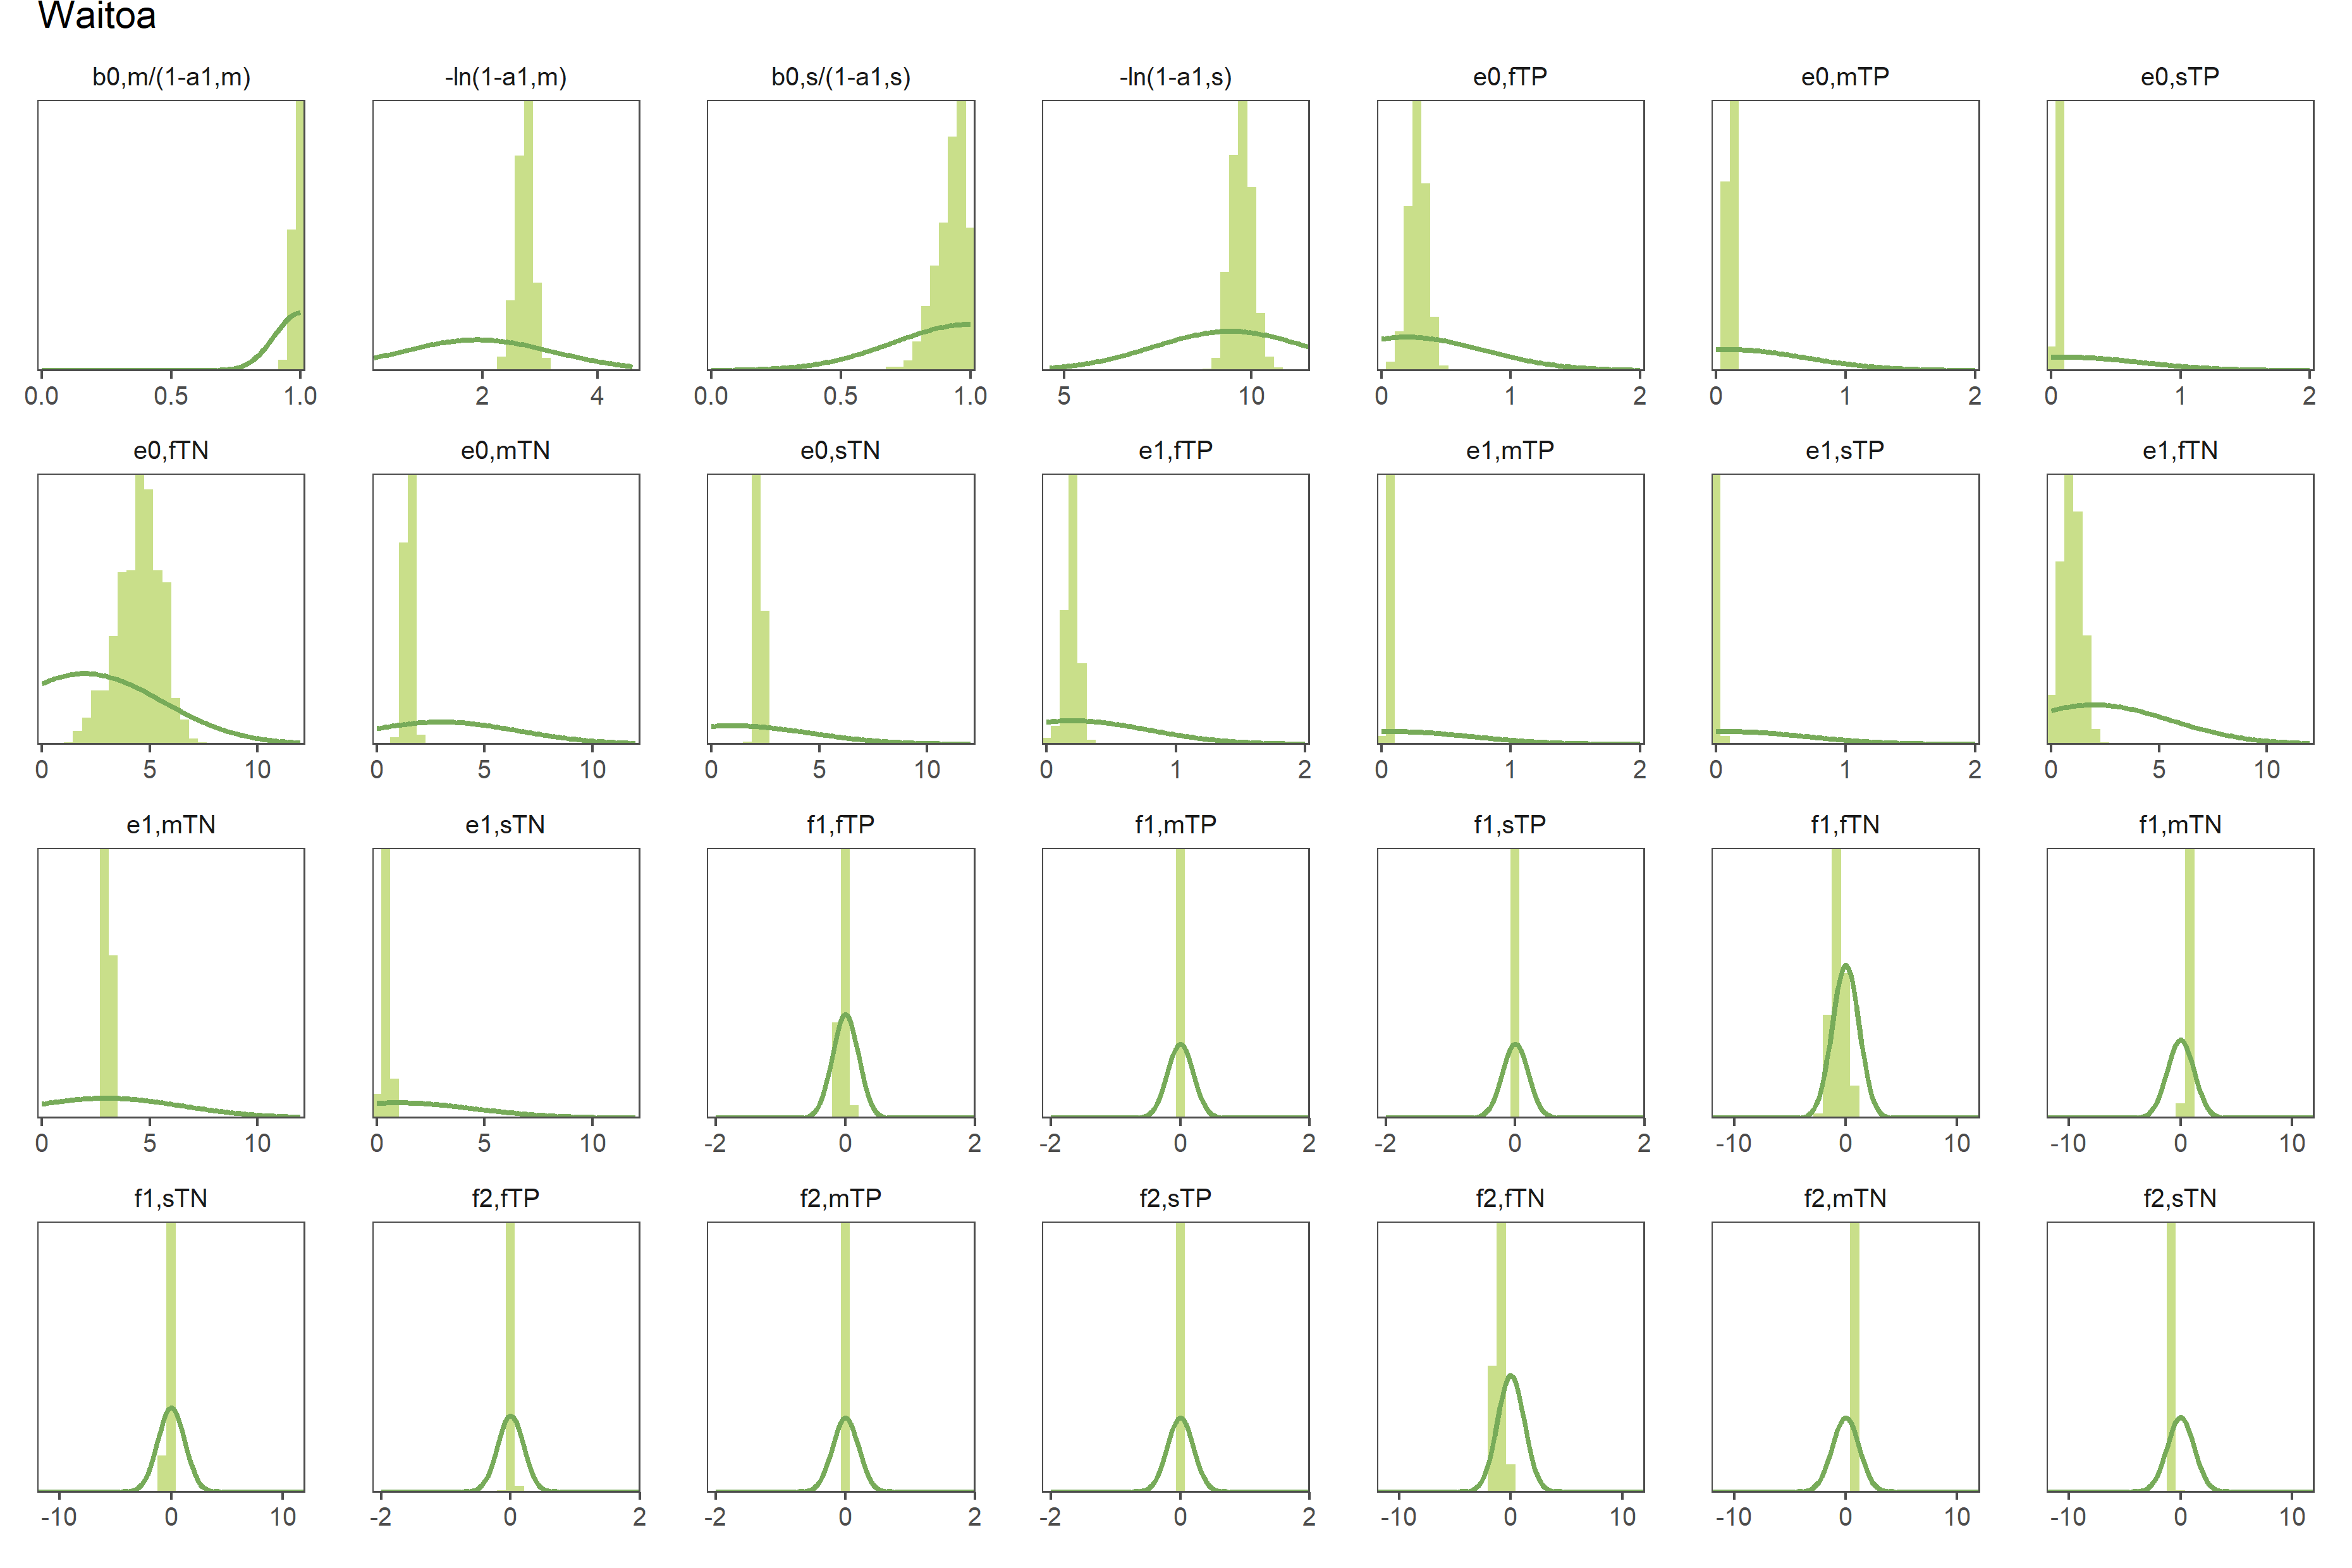 Waitoa
b0,m/(1-a1,m) -ln(1-a1,m) b0,s/(1-a1,s) -ln(1-a1,s) e0,fTP e0,mTP e0,sTP
0.0 0.5 1.0 2 4 0.0 0.5 1.0 5 10 0 1 2 0 1 2 0 1 2
e0,fTN e0,mTN e0,sTN e1,fTP e1,mTP e1,sTP e1,fTN
0 5 10 0 5 10 0 5 10 0 1 2 0 1 2 0 1 2 0 5 10
e1,mTN e1,sTN f1,fTP f1,mTP f1,sTP f1,fTN f1,mTN
0 5 10 0 5 10 -2 0 2 -2 0 2 -2 0 2 -10 0 10 -10 0 10
f1,sTN f2,fTP f2,mTP f2,sTP f2,fTN f2,mTN f2,sTN
-10 0 10 -2 0 2 -2 0 2 -2 0 2 -10 0 10 -10 0 10 -10 0 10